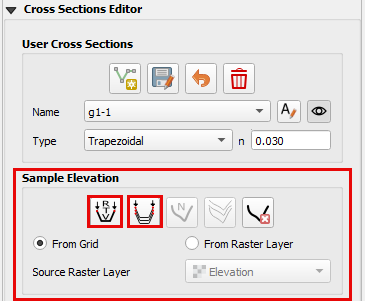 Cross Sections Editor
User Cross Sections
Name g1-1 A
Type Trapezoidal n 0.030
Sample Elevation
R T V N
From Grid From Raster Layer
Source Raster Layer Elevation